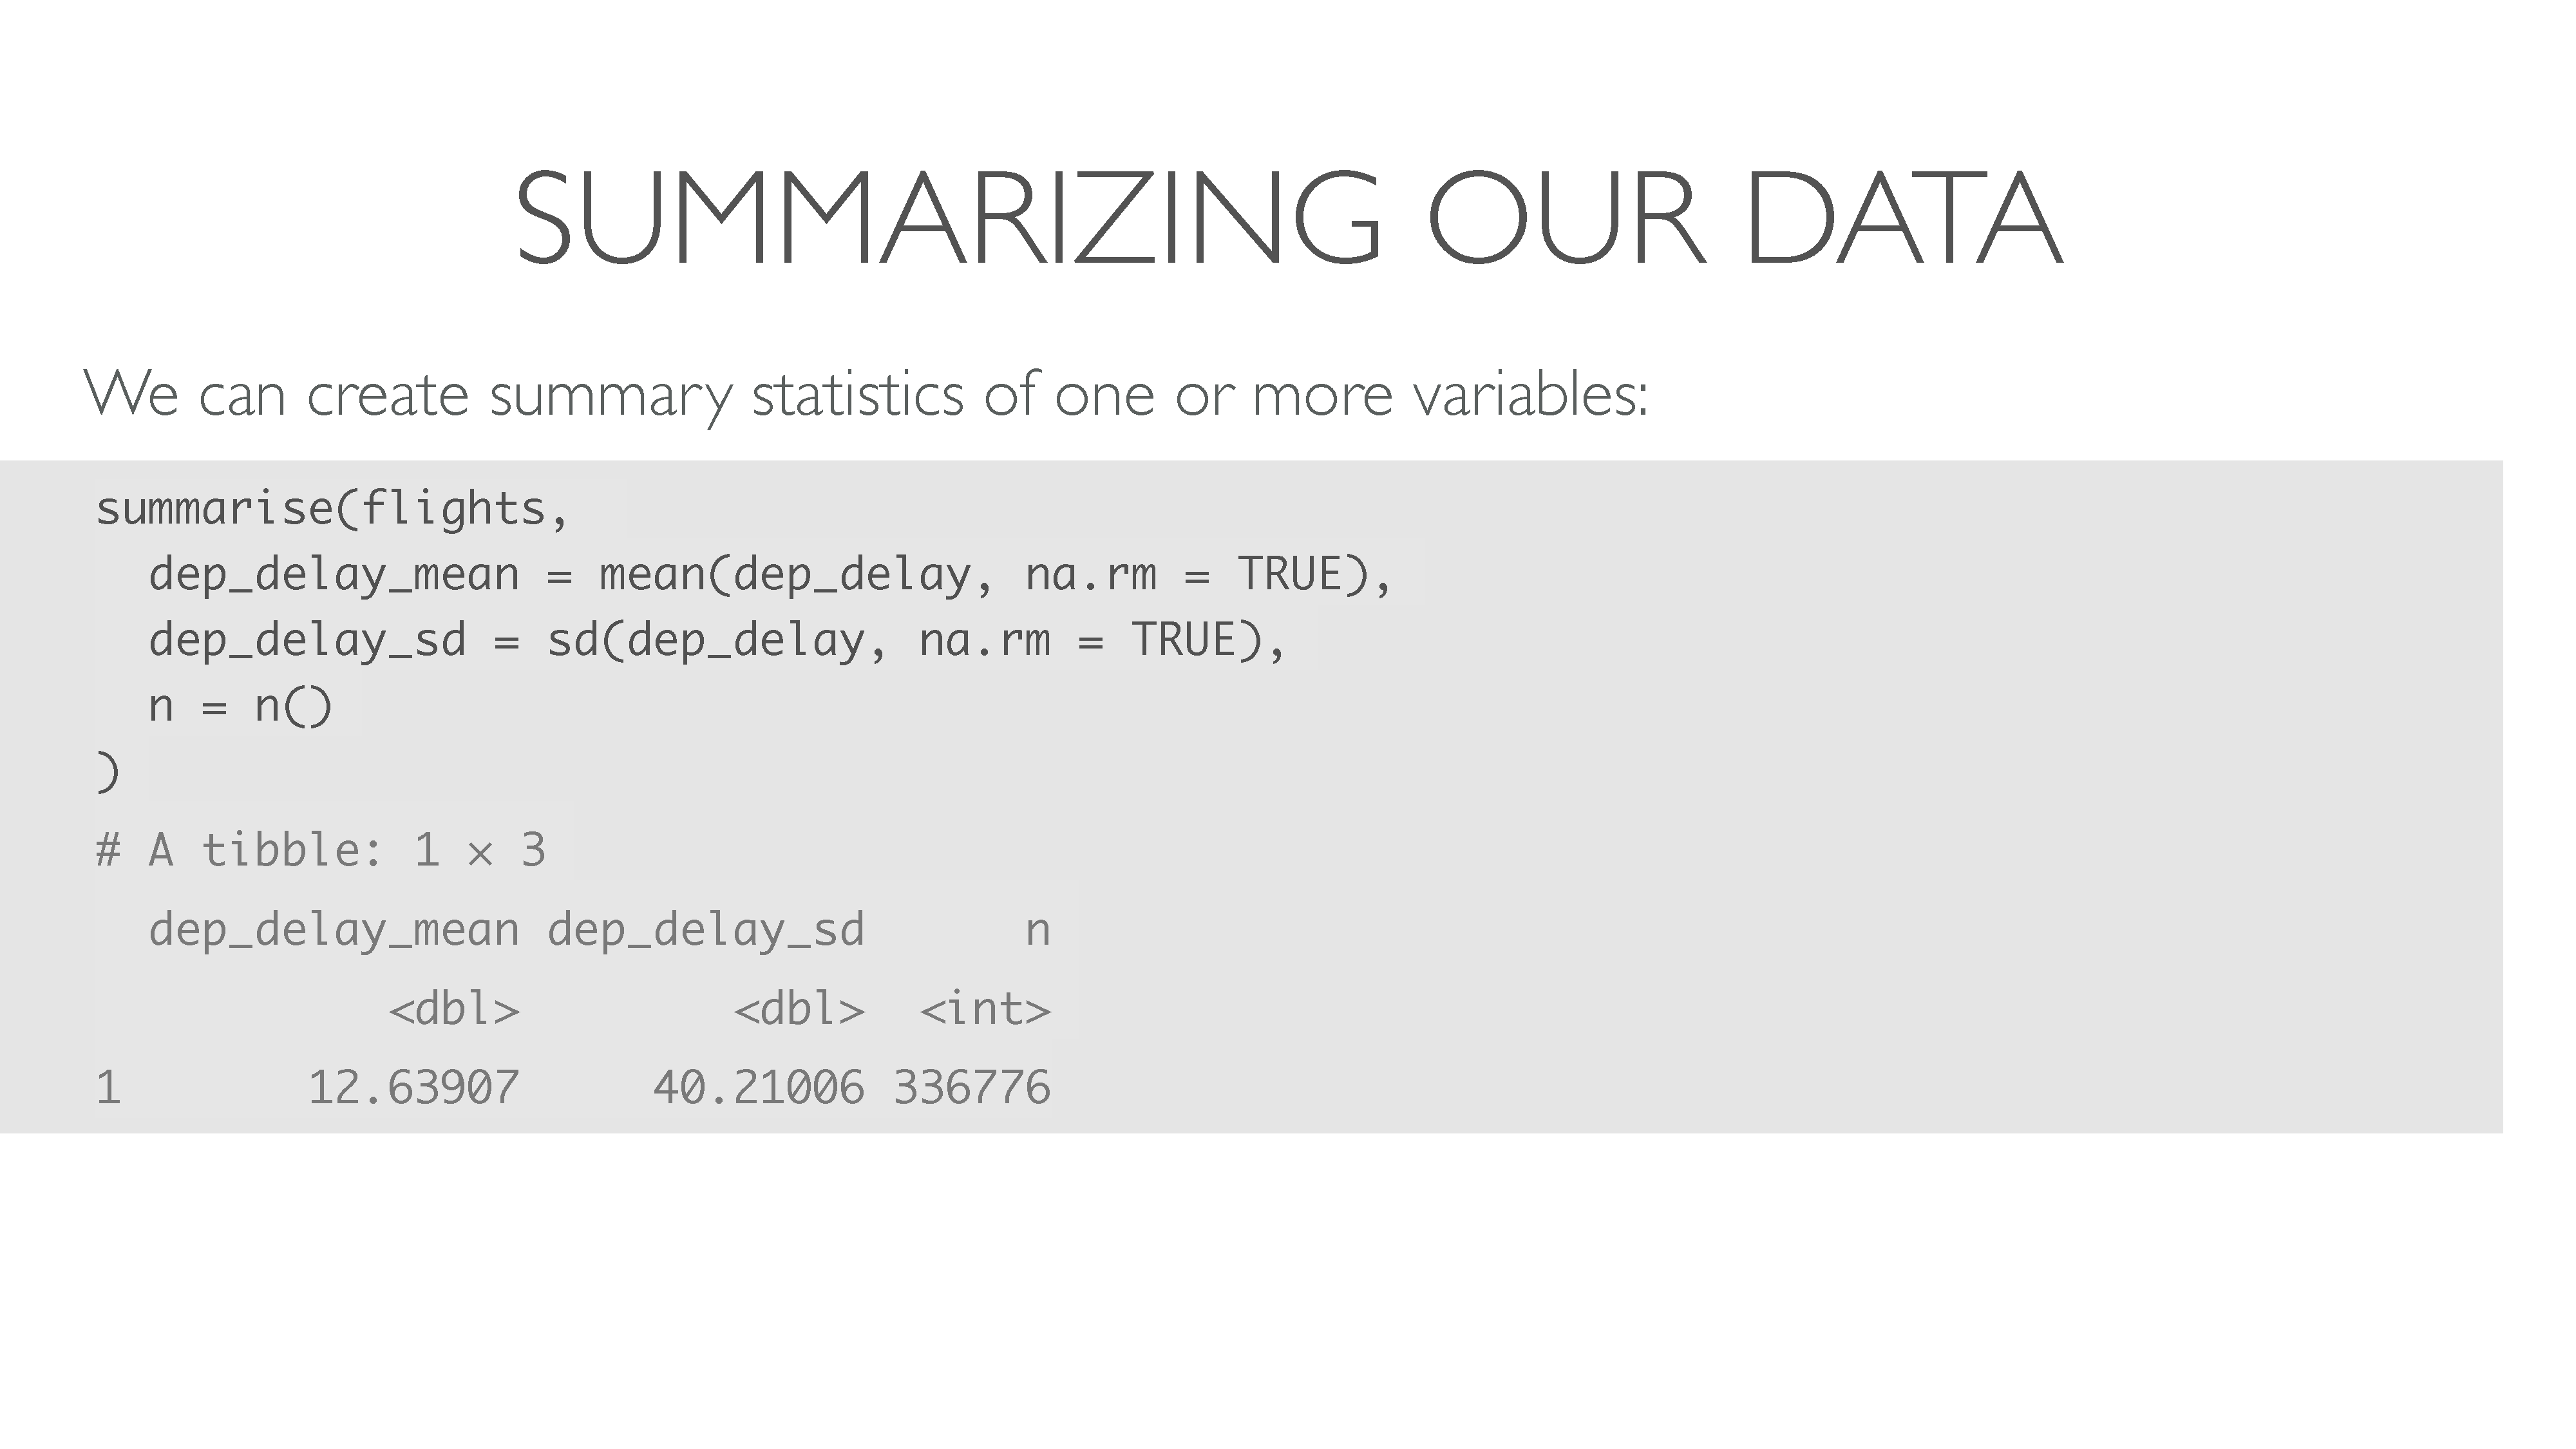 SUMMARIZING OUR DATA
We can create summary statistics of one or more variables:
summarise(flights,
  dep_delay_mean = mean(dep_delay, na.rm = TRUE),
  dep_delay_sd = sd(dep_delay, na.rm = TRUE),
  n = n()
)
# A tibble: 1 × 3
  dep_delay_mean dep_delay_sd      n
           <dbl>        <dbl>  <int>
1       12.63907     40.21006 336776